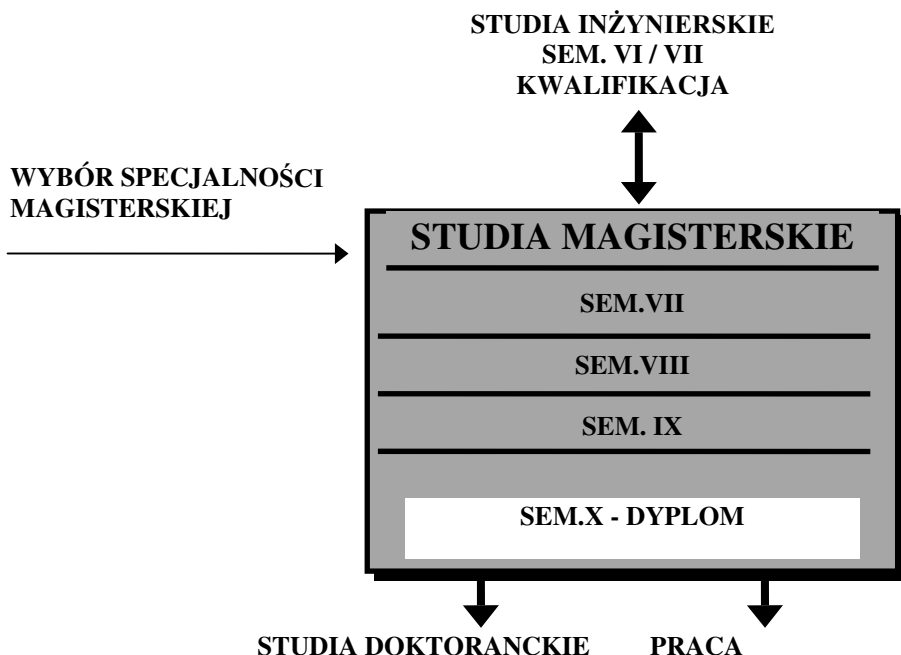 STUDIA INŻYNIERSKIE
SEM. VI / VII
KWALIFIKACJA
WYBÓR SPECJALNOŚCI
MAGISTERSKIEJ
STUDIA MAGISTERSKIE
SEM.VII
SEM.VIII
SEM. IX
SEM.X - DYPLOM
STUDIA DOKTORANCKIE PRACA